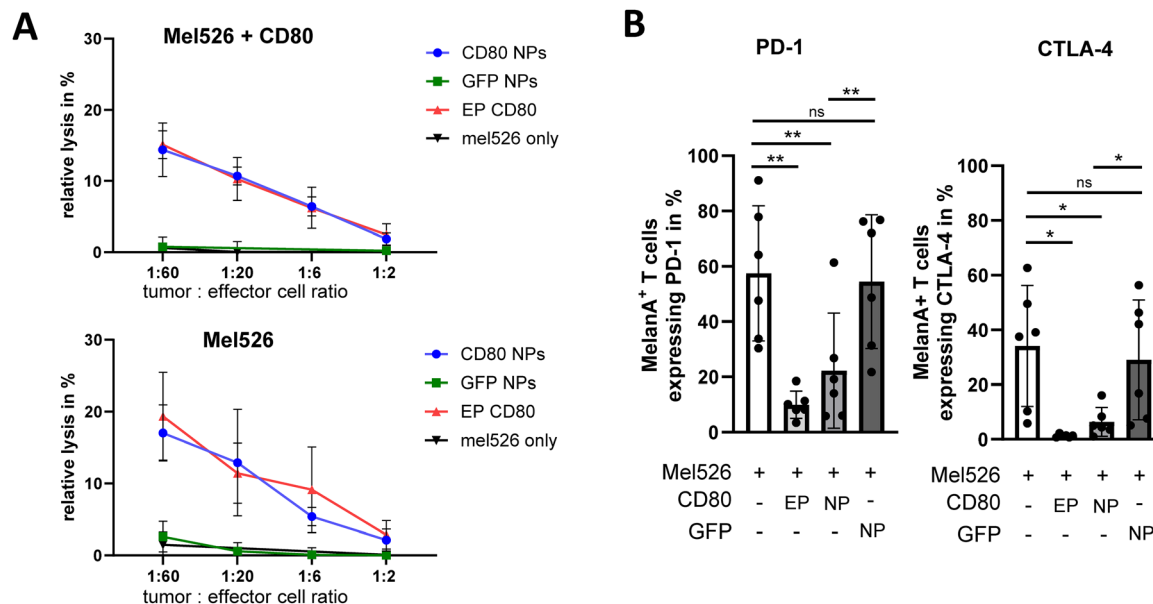 A
Mel526 + CD80
30
20
10
0
relative lysis in %
1:60 1:20 1:6 1:2
tumor : effector cell ratio
CD80 NPs
GFP NPs
EP CD80
mel526 only
Mel526
30
20
10
0
relative lysis in %
1:60 1:20 1:6 1:2
tumor : effector cell ratio
CD80 NPs
GFP NPs
EP CD80
mel526 only
B
PD-1
**
ns
**
**
100
80
60
40
20
0
MelanA⁺ T cells
expressing PD-1 in %
Mel526 + + + +
CD80 - EP NP -
GFP - - - NP
CTLA-4
*
ns
*
*
100
80
60
40
20
0
MelanA+ T cells
expressing CTLA-4 in %
+ + + +
- EP NP -
- - - NP